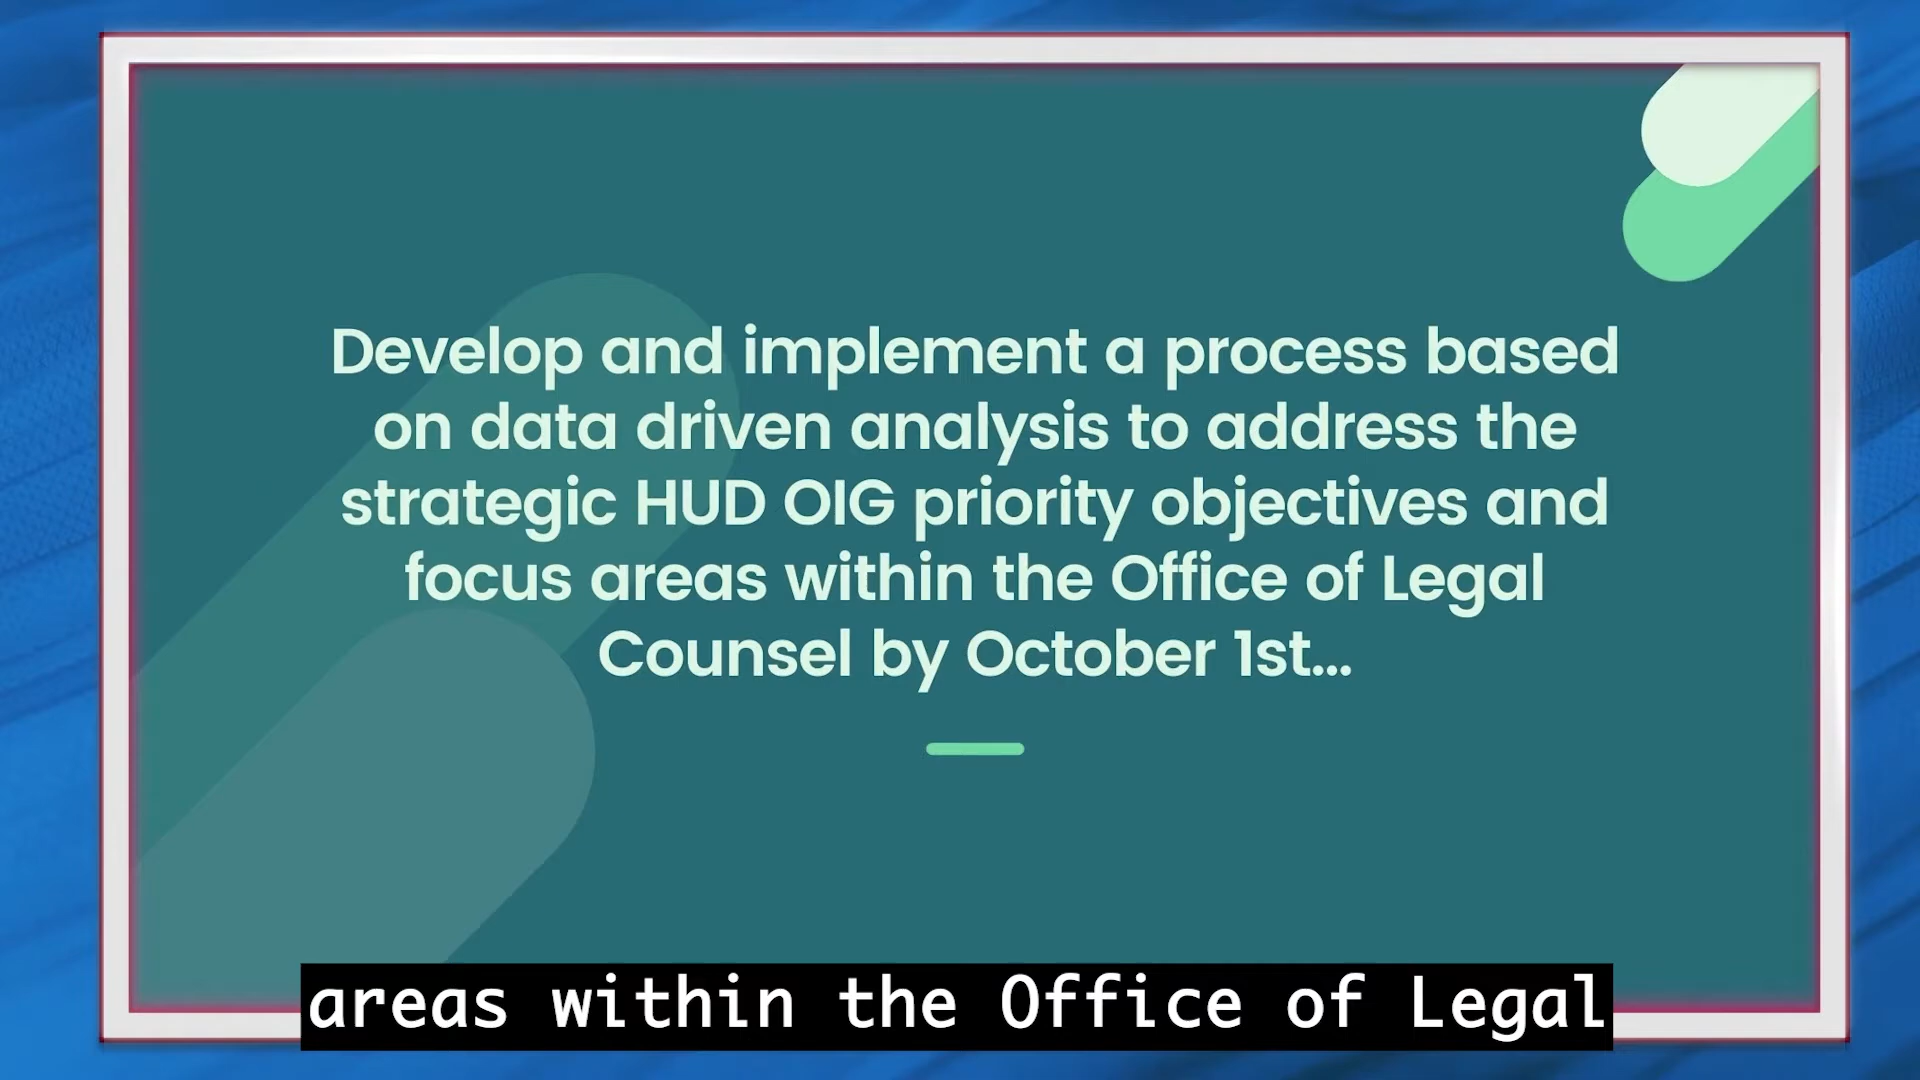 Develop and implement a process based
on data driven analysis to address the
strategic HUD OIG priority objectives and
focus areas within the Office of Legal
Counsel by October 1st...
areas within the Office of Legal